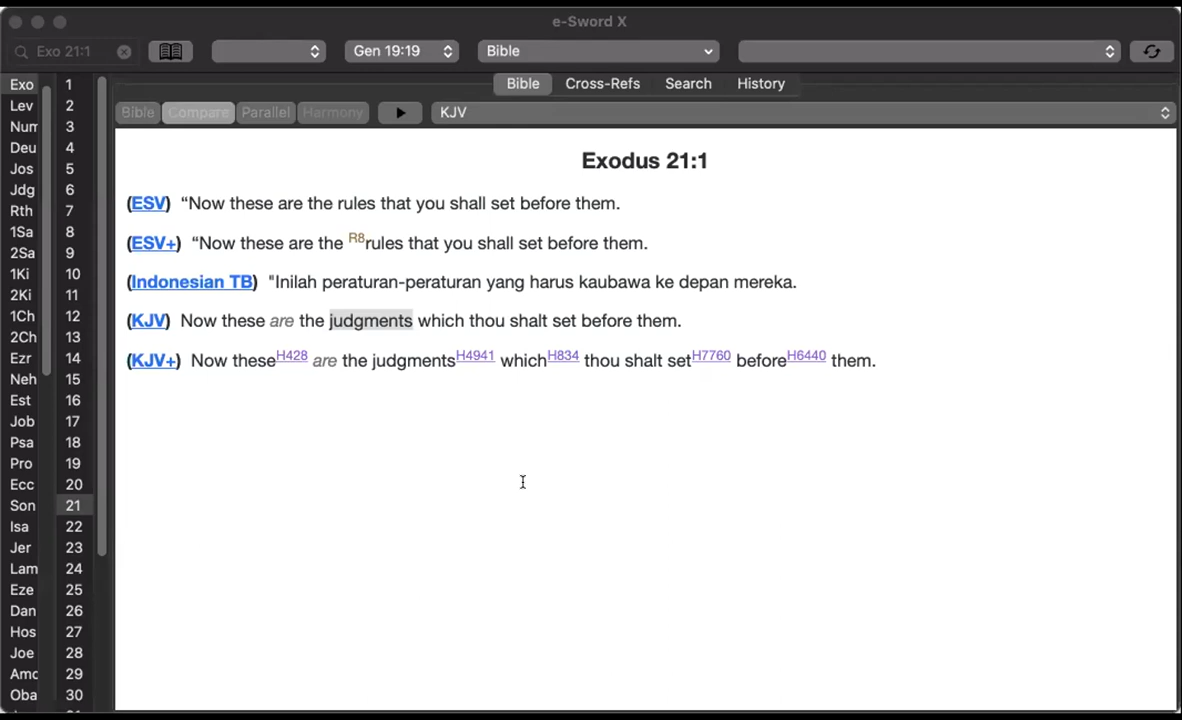 e-Sword X
Exo 21:1
Gen 19:19
Bible
Bible Cross-Refs Search History
Bible Compare Parallel Harmony KJV
Exo 1
Lev 2
Num 3
Deu 4
Jos 5
Jdg 6
Rth 7
1Sa 8
2Sa 9
1Ki 10
2Ki 11
1Ch 12
2Ch 13
Ezr 14
Neh 15
Est 16
Job 17
Psa 18
Pro 19
Ecc 20
Son 21
Isa 22
Jer 23
Lam 24
Eze 25
Dan 26
Hos 27
Joe 28
Amo 29
Oba 30
Exodus 21:1
(ESV) “Now these are the rules that you shall set before them.
(ESV+) “Now these are the R8rules that you shall set before them.
(Indonesian TB) "Inilah peraturan-peraturan yang harus kaubawa ke depan mereka.
(KJV) Now these are the judgments which thou shalt set before them.
(KJV+) Now theseH428 are the judgmentsH4941 whichH834 thou shalt setH7760 beforeH6440 them.